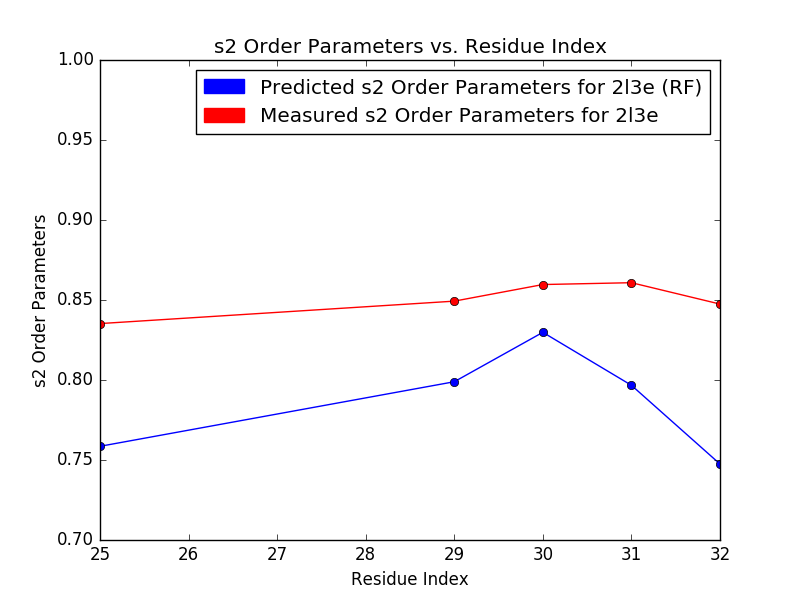 s2 Order Parameters vs. Residue Index
Predicted s2 Order Parameters for 2l3e (RF)
Measured s2 Order Parameters for 2l3e
1.00
0.95
0.90
0.85
0.80
0.75
0.70
s2 Order Parameters
25 26 27 28 29 30 31 32
Residue Index